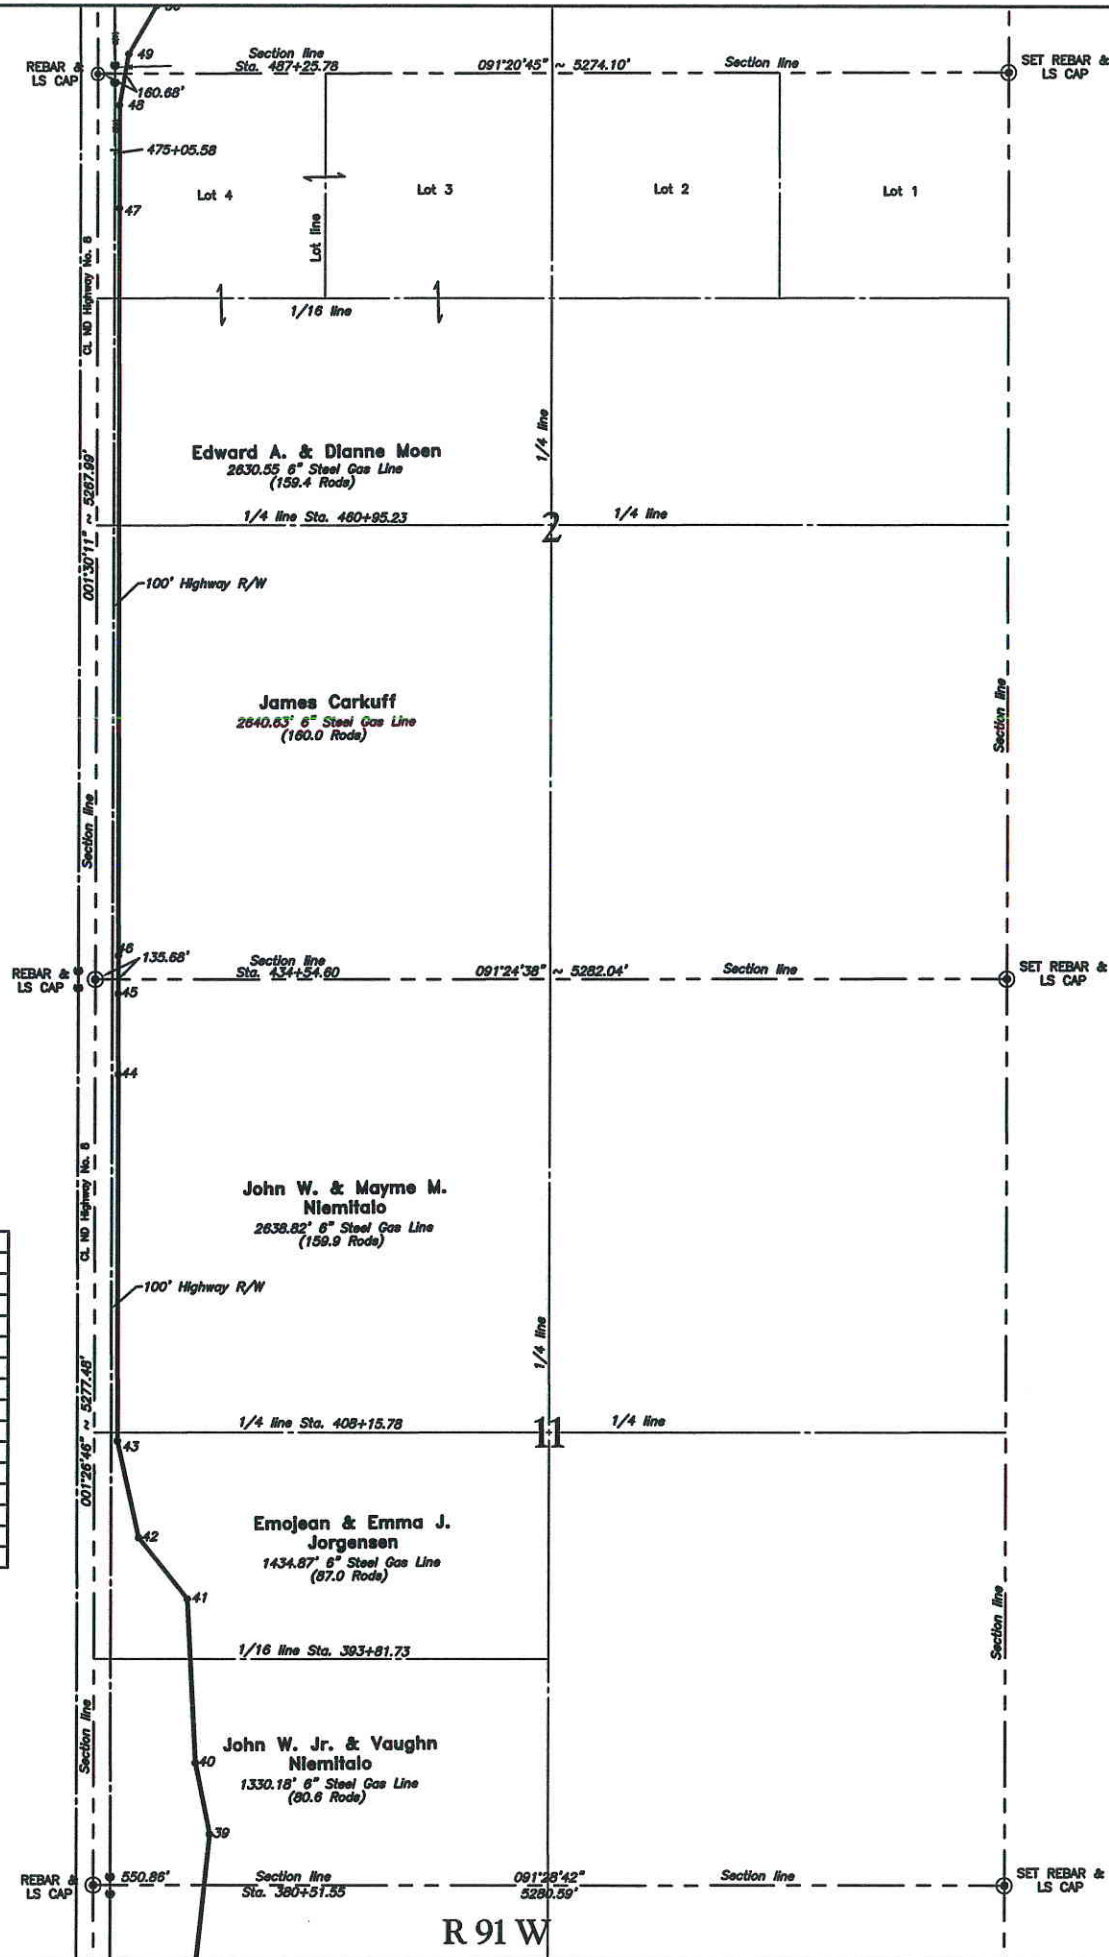 49
Section line
Sta. 487+25.78
091°20'45" ~ 5274.10'
Section line
REBAR &
LS CAP
SET REBAR &
LS CAP
160.68'
48
475+05.58
47
Lot 4
Lot 3
Lot 2
Lot 1
Lot line
CL ND Highway No. 8
1/16 line
1/4 line
Edward A. & Dianne Moen
2630.55 6" Steel Gas Line
(159.4 Rods)
001°30'11" ~ 5267.99'
1/4 line Sta. 460+95.23
2
1/4 line
100' Highway R/W
James Carkuff
2640.63' 6" Steel Gas Line
(160.0 Rods)
Section line
Section line
46
135.68'
Section line
Sta. 434+54.60
091°24'38" ~ 5282.04'
Section line
REBAR &
LS CAP
SET REBAR &
LS CAP
45
44
CL ND Highway No. 8
John W. & Mayme M.
Niemitalo
2638.82' 6" Steel Gas Line
(159.9 Rods)
100' Highway R/W
1/4 line
001°26'46" ~ 5277.48'
1/4 line Sta. 408+15.78
11
1/4 line
43
42
Emojean & Emma J.
Jorgensen
1434.87' 6" Steel Gas Line
(87.0 Rods)
41
Section line
1/16 line Sta. 393+81.73
Section line
John W. Jr. & Vaughn
Niemitalo
1330.18' 6" Steel Gas Line
(80.6 Rods)
40
39
REBAR &
LS CAP
550.86'
Section line
Sta. 380+51.55
091°28'42"
5280.59'
Section line
SET REBAR &
LS CAP
R 91 W